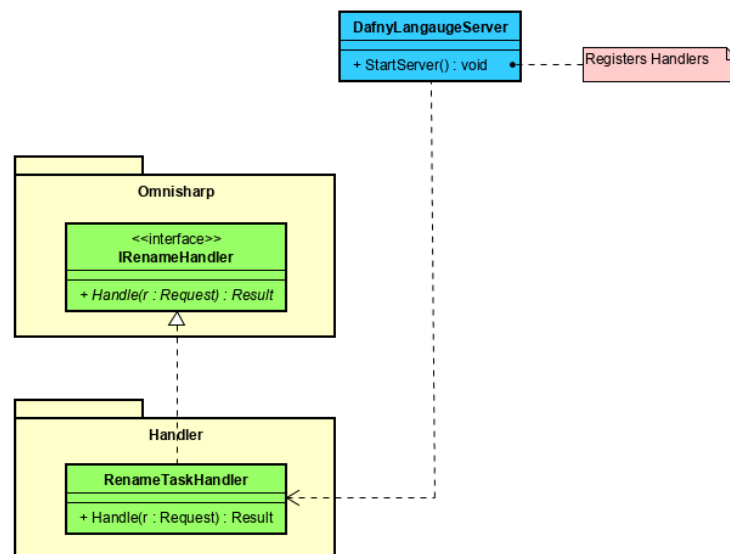 DafnyLangaugeServer
+ StartServer() : void
Registers Handlers
Omnisharp
<<interface>>
IRenameHandler
+ Handle(r : Request) : Result
Handler
RenameTaskHandler
+ Handle(r : Request) : Result